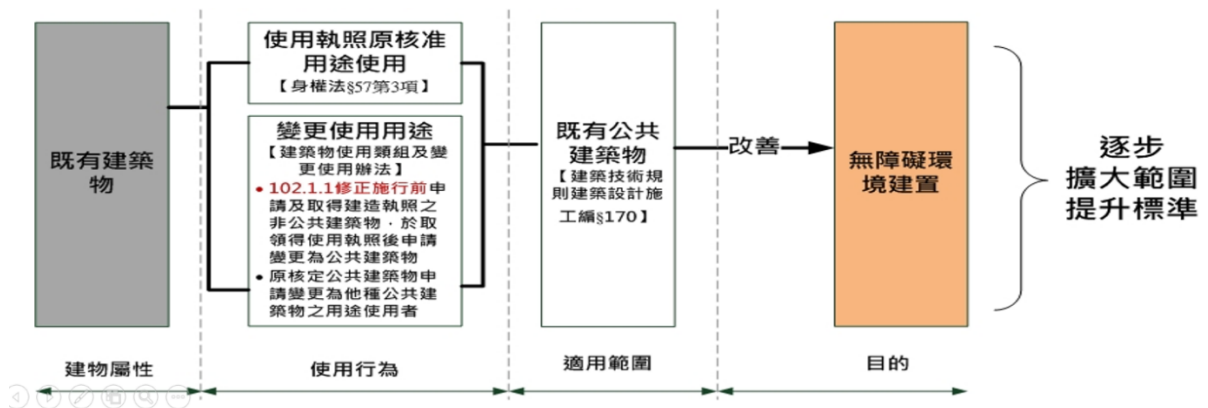 既有建築
物
使用執照原核准
用途使用
【身權法§57第3項】
變更使用用途
【建築物使用類組及變
更使用辦法】
• 102.1.1修正施行前申
請及取得建造執照之
非公共建築物，於取
領得使用執照後申請
變更為公共建築物
• 原核定公共建築物申
請變更為他種公共建
築物之用途使用者
既有公共
建築物
【建築技術規
則建築設計施
工編§170】
改善
無障礙環
境建置
逐步
擴大範圍
提升標準
建物屬性
使用行為
適用範圍
目的